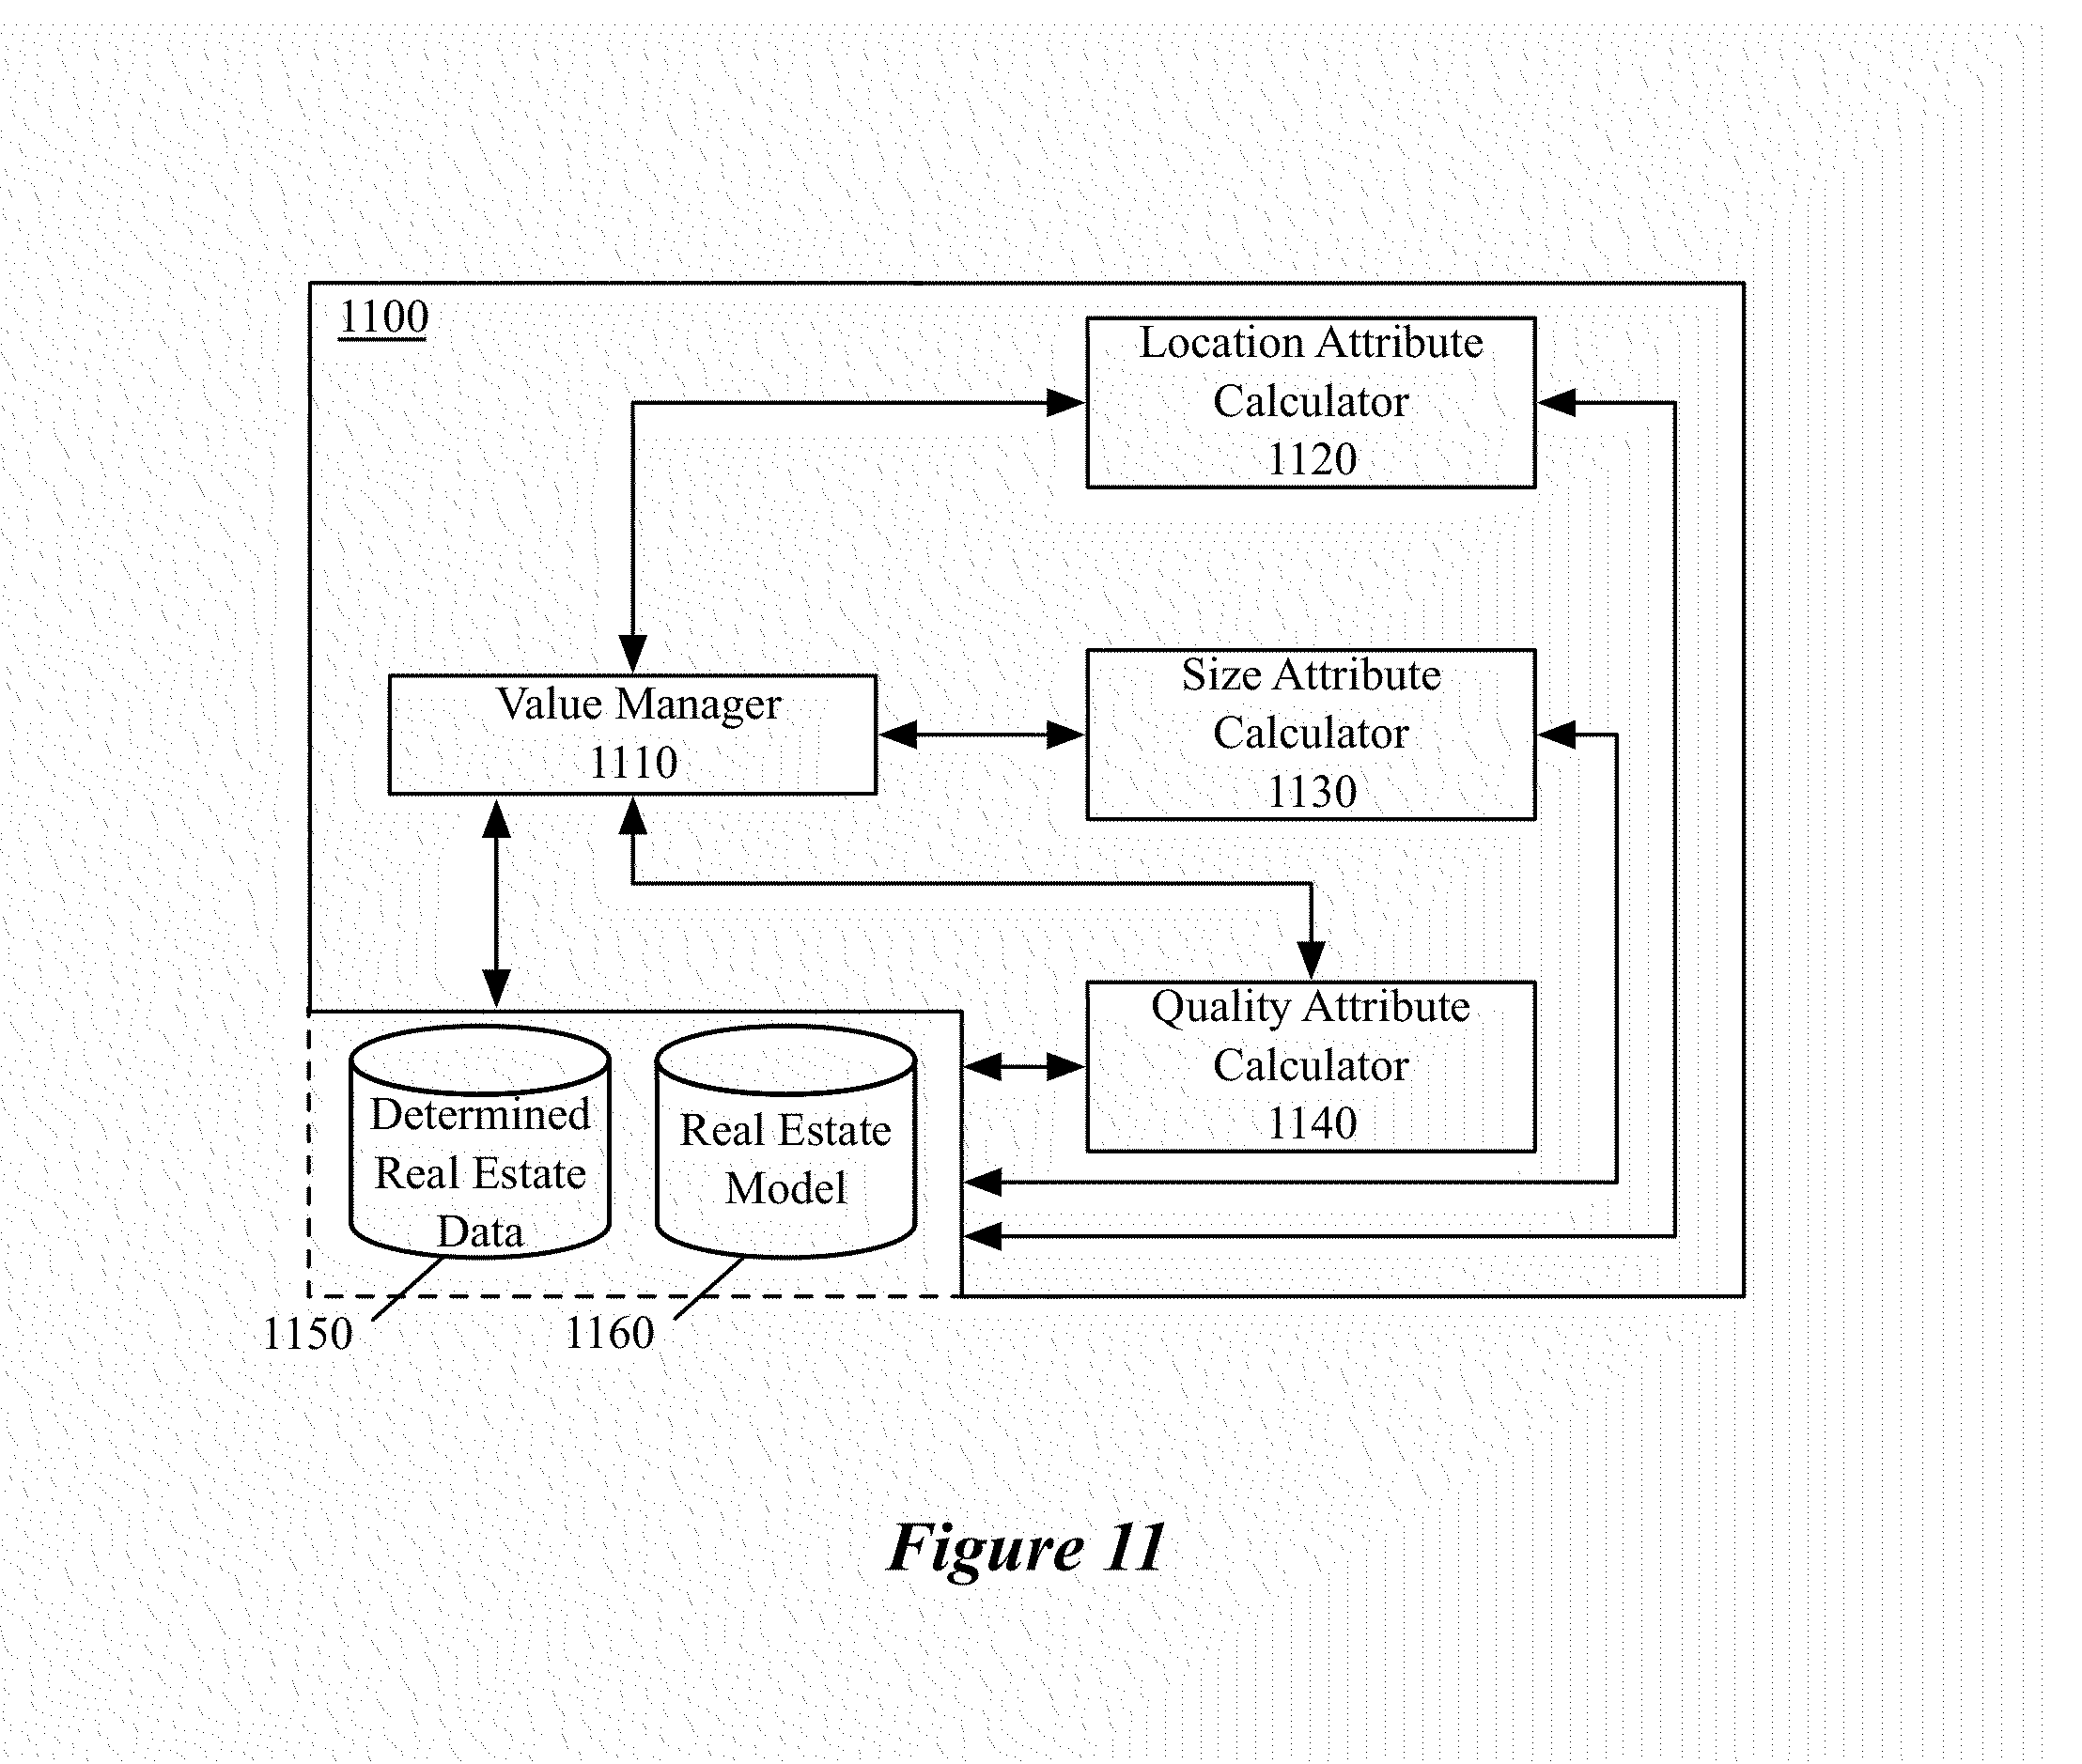 1100
Location Attribute
Calculator
1120
Value Manager
1110
Size Attribute
Calculator
1130
Quality Attribute
Calculator
1140
Determined
Real Estate
Data
Real Estate
Model
1150
1160
Figure 11